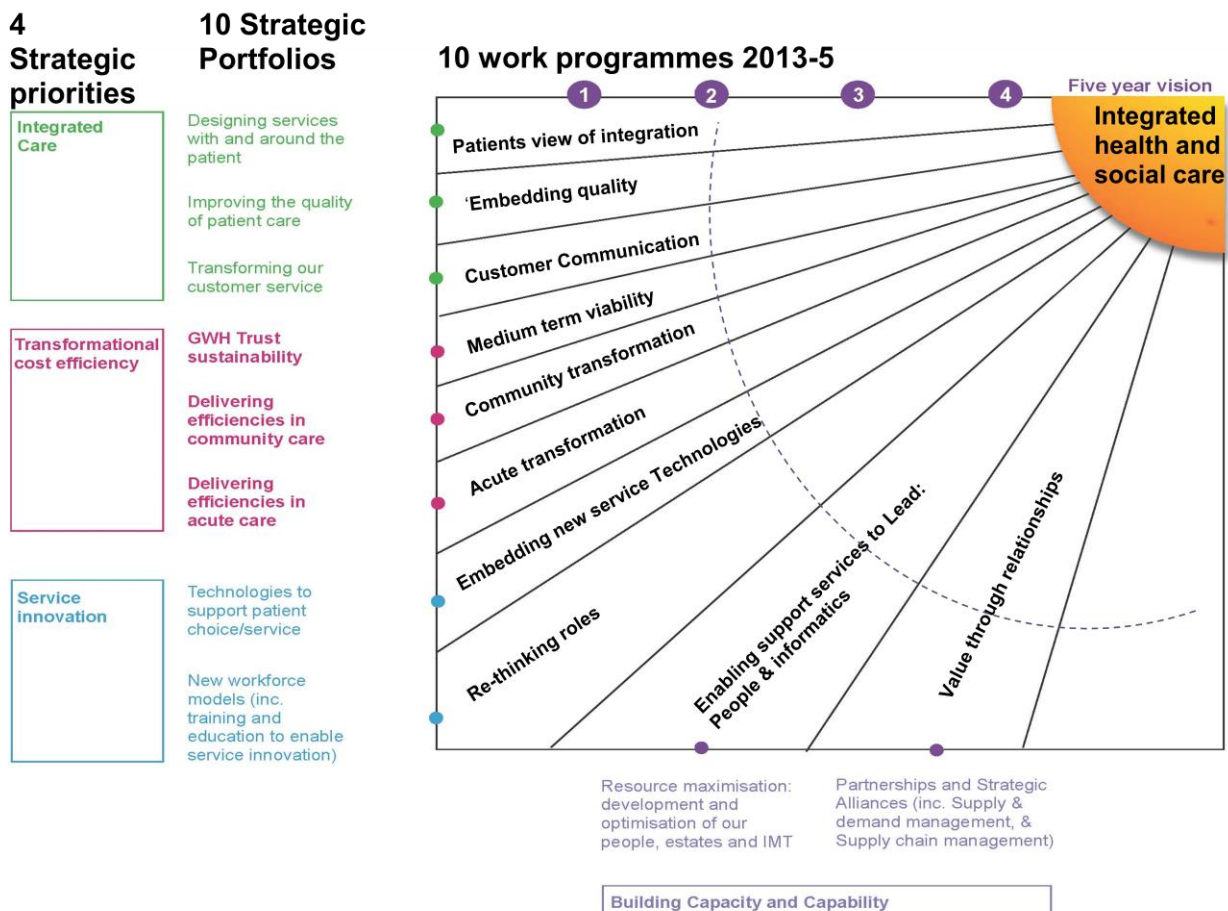 4
Strategic
priorities
10 Strategic
Portfolios
10 work programmes 2013-5
1
2
3
4
Five year vision
Integrated
health and
social care
Integrated
Care
Designing services
with and around the
patient
Improving the quality
of patient care
Transforming our
customer service
Transformational
cost efficiency
GWH Trust
sustainability
Delivering
efficiencies in
community care
Delivering
efficiencies in
acute care
Service
innovation
Technologies to
support patient
choice/service
New workforce
models (inc.
training and
education to enable
service innovation)
Patients view of integration
‘Embedding quality
Customer Communication
Medium term viability
Community transformation
Acute transformation
Embedding new service Technologies
Re-thinking roles
Enabling support services to Lead:
People & informatics
Value through relationships
Resource maximisation:
development and
optimisation of our
people, estates and IMT
Partnerships and Strategic
Alliances (inc. Supply &
demand management, &
Supply chain management)
Building Capacity and Capability